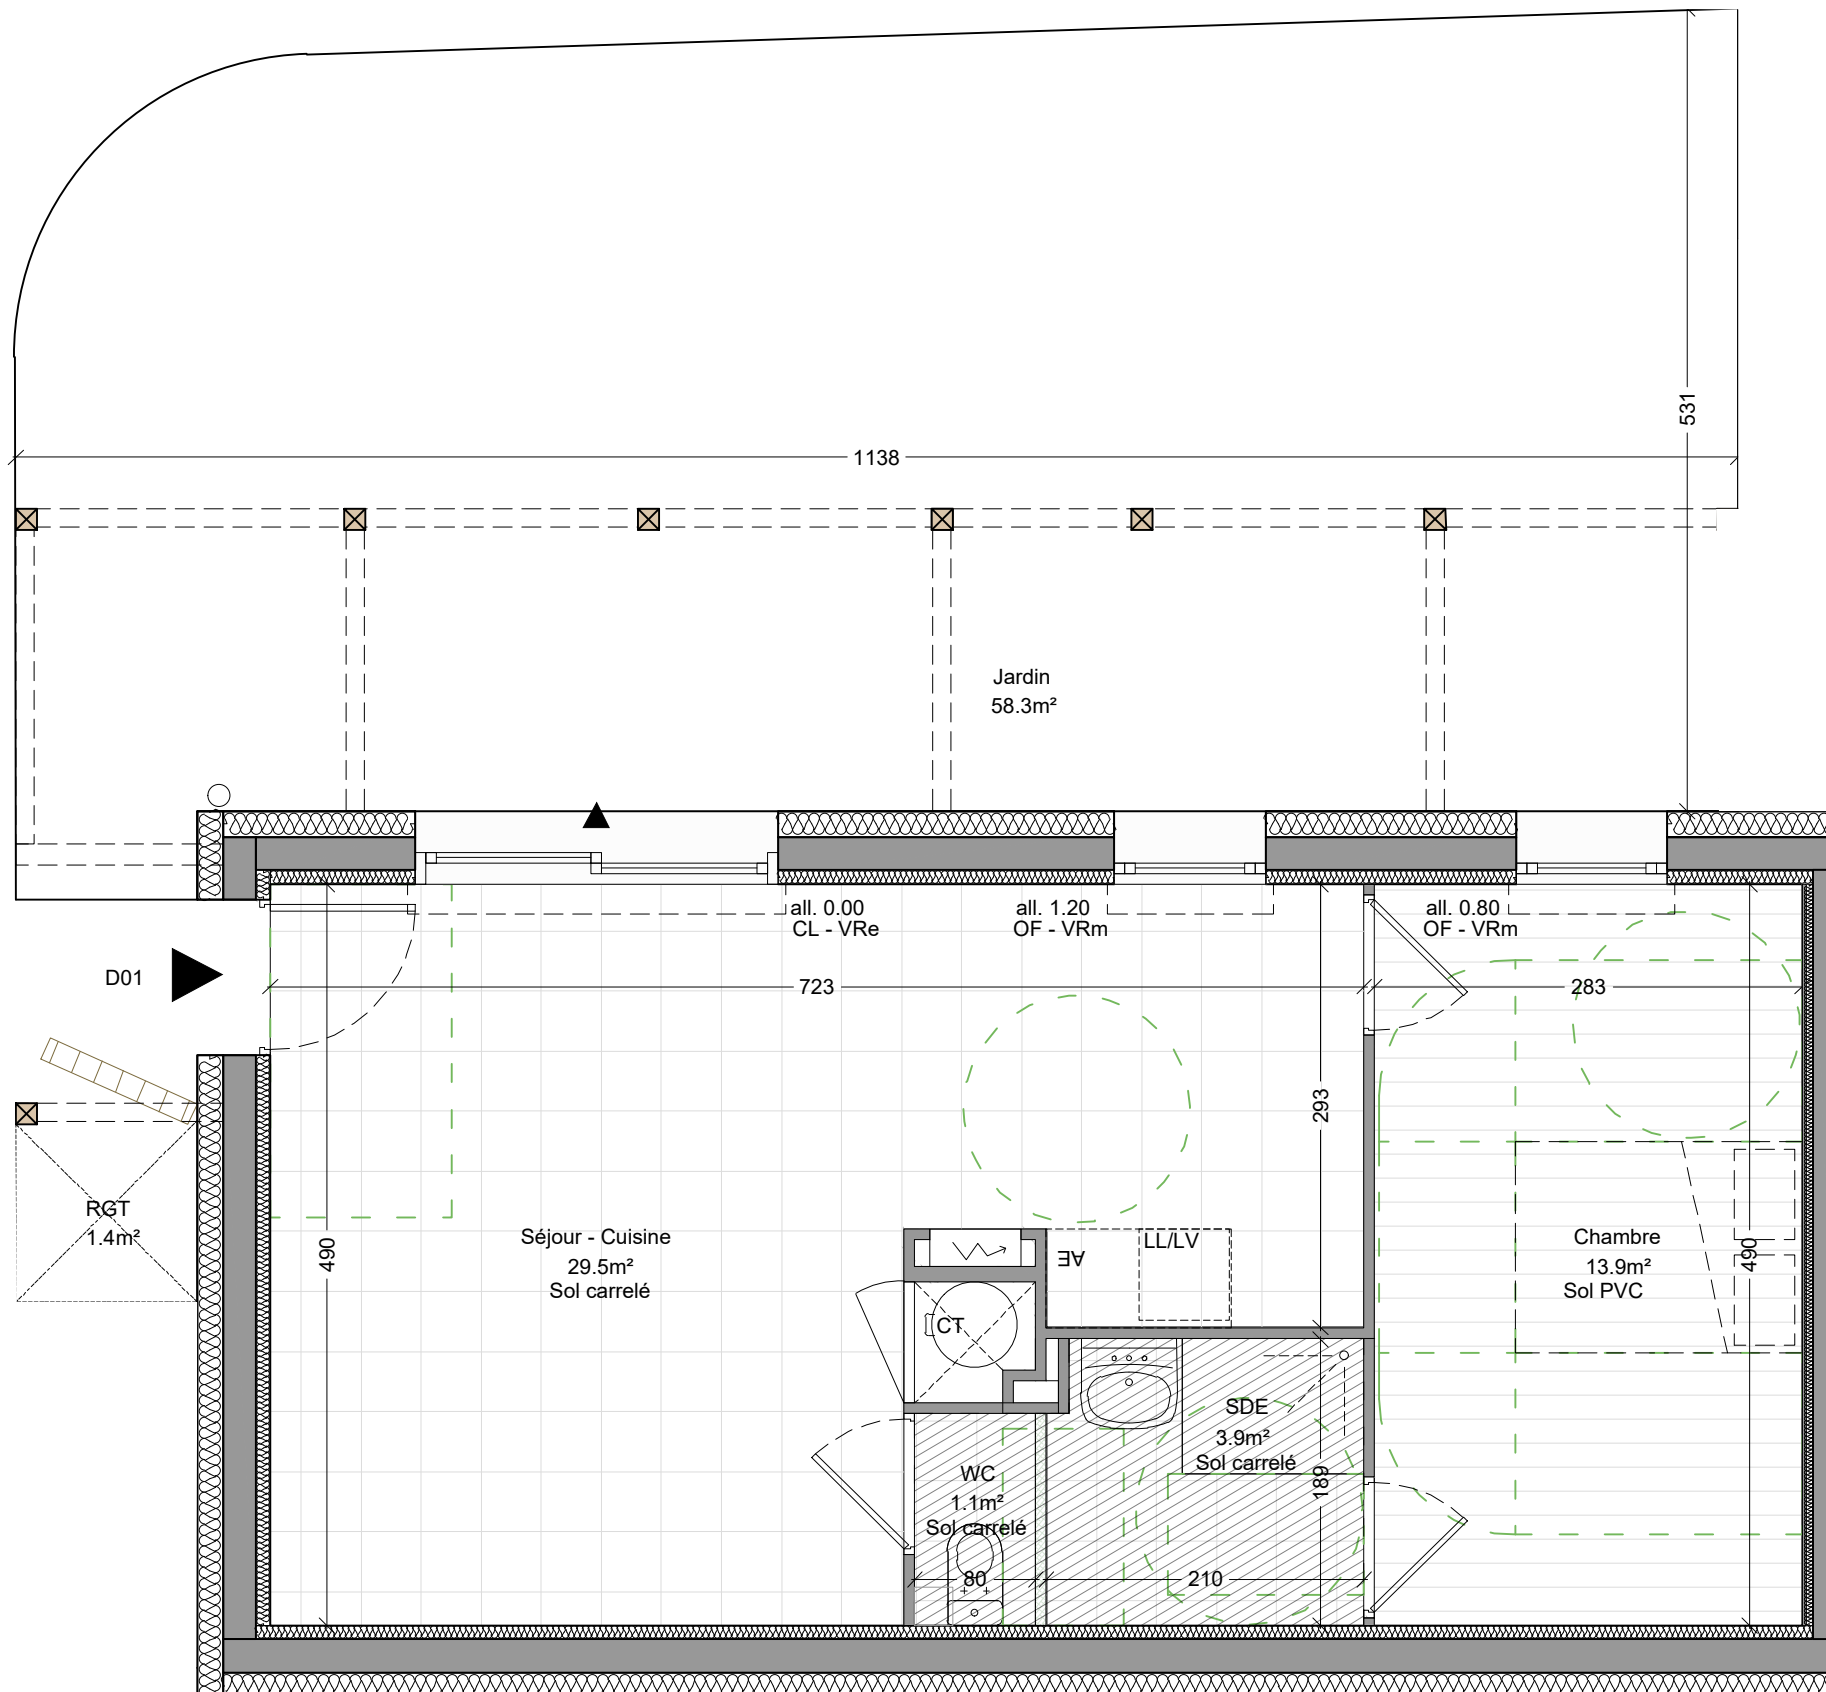 531
1138
Jardin
58.3m²
all. 0.00
CL - VRe
all. 1.20
OF - VRm
all. 0.80
OF - VRm
D01
723
283
293
RGT
1.4m²
Séjour - Cuisine
29.5m²
Sol carrelé
490
AE
LL/LV
Chambre
13.9m²
Sol PVC
490
CT
SDE
3.9m²
Sol carrelé
189
WC
1.1m²
Sol carrelé
80
210